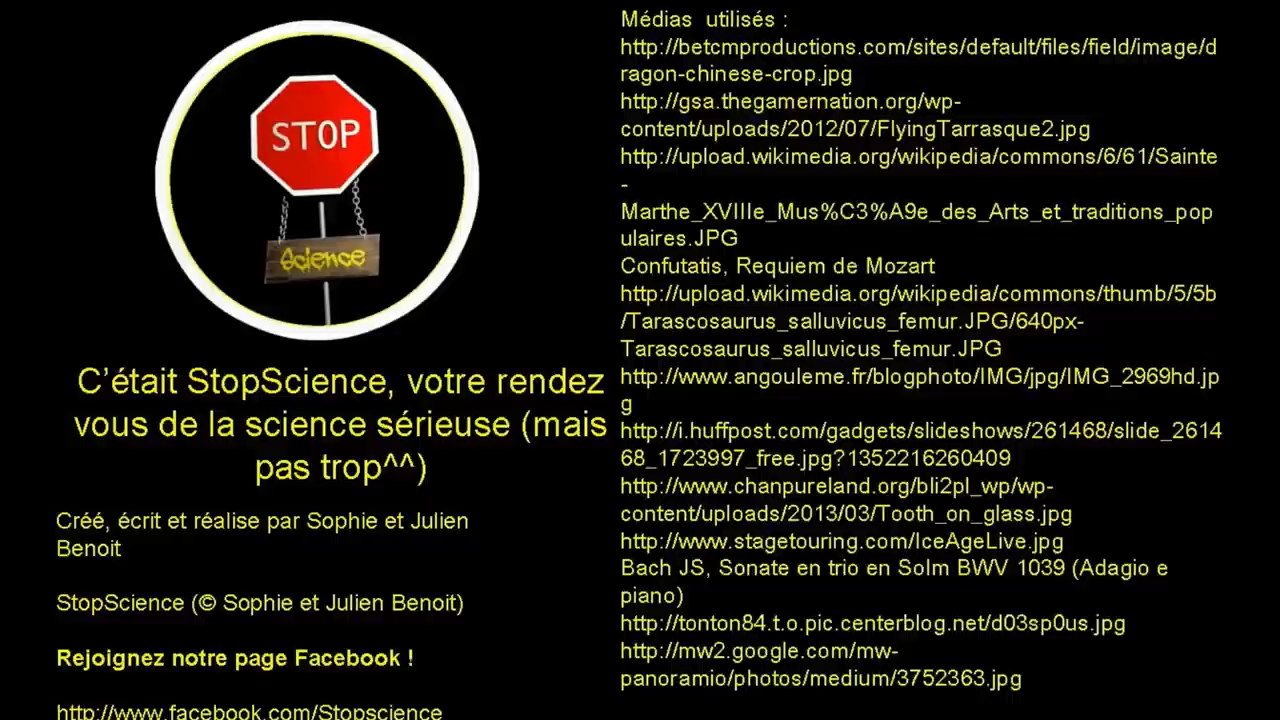 STOP
Science
C’était StopScience, votre rendez
vous de la science sérieuse (mais
pas trop^^)
Créé, écrit et réalise par Sophie et Julien
Benoit
StopScience (© Sophie et Julien Benoit)
Rejoignez notre page Facebook !
http://www.facebook.com/Stopscience
Médias utilisés :
http://betcmproductions.com/sites/default/files/field/image/d
ragon-chinese-crop.jpg
http://gsa.thegamernation.org/wp-
content/uploads/2012/07/FlyingTarrasque2.jpg
http://upload.wikimedia.org/wikipedia/commons/6/61/Sainte
-
Marthe_XVIIIe_Mus%C3%A9e_des_Arts_et_traditions_pop
ulaires.JPG
Confutatis, Requiem de Mozart
http://upload.wikimedia.org/wikipedia/commons/thumb/5/5b
/Tarascosaurus_salluvicus_femur.JPG/640px-
Tarascosaurus_salluvicus_femur.JPG
http://www.angouleme.fr/blogphoto/IMG/jpg/IMG_2969hd.jp
g
http://i.huffpost.com/gadgets/slideshows/261468/slide_2614
68_1723997_free.jpg?1352216260409
http://www.chanpureland.org/bli2pl_wp/wp-
content/uploads/2013/03/Tooth_on_glass.jpg
http://www.stagetouring.com/IceAgeLive.jpg
Bach JS, Sonate en trio en Solm BWV 1039 (Adagio e
piano)
http://tonton84.t.o.pic.centerblog.net/d03sp0us.jpg
http://mw2.google.com/mw-
panoramio/photos/medium/3752363.jpg